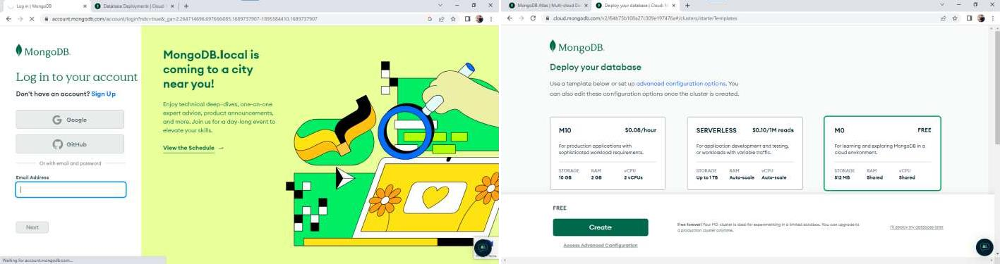 Log in | MongoDB
Database Deployments | Cloud:
account.mongodb.com/account/login?nds=true&_ga=2.264714696.697666085.1689737907-1895584410.1689737907
MongoDB.
Log in to your account
Don't have an account? Sign Up
Google
GitHub
Or with email and password
Email Address
Next
Waiting for account.mongodb.com...
MongoDB.local is
coming to a city
near you!
Enjoy technical deep-dives, one-on-one
expert advice, product announcements,
and more. Join us for a day-long event to
elevate your skills.
View the Schedule →
MongoDB Atlas | Multi-cloud De
Deploy your database | Cloud: M
cloud.mongodb.com/v2/64b75b108a27c309e197476a#/clusters/starterTemplates
MongoDB.
Deploy your database
Use a template below or set up advanced configuration options. You
can also edit these configuration options once the cluster is created.
M10 $0.08/hour
For production applications with
sophisticated workload requirements.
STORAGE RAM vCPU
10 GB 2 GB 2 vCPUs
SERVERLESS $0.10/1M reads
For application development and testing,
or workloads with variable traffic.
STORAGE RAM vCPU
Up to 1 TB Auto-scale Auto-scale
M0 FREE
For learning and exploring MongoDB in a
cloud environment.
STORAGE RAM vCPU
512 MB Shared Shared
FREE
Create
Access Advanced Configuration
Free forever! Your M0 cluster is ideal for experimenting in a limited sandbox. You can upgrade to
a production cluster anytime.
I'll deploy my database later